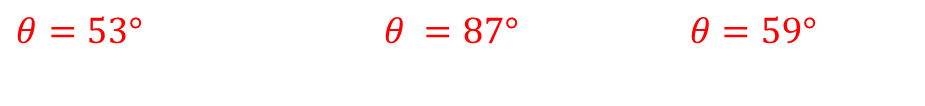 θ = 53° θ = 87° θ = 59°